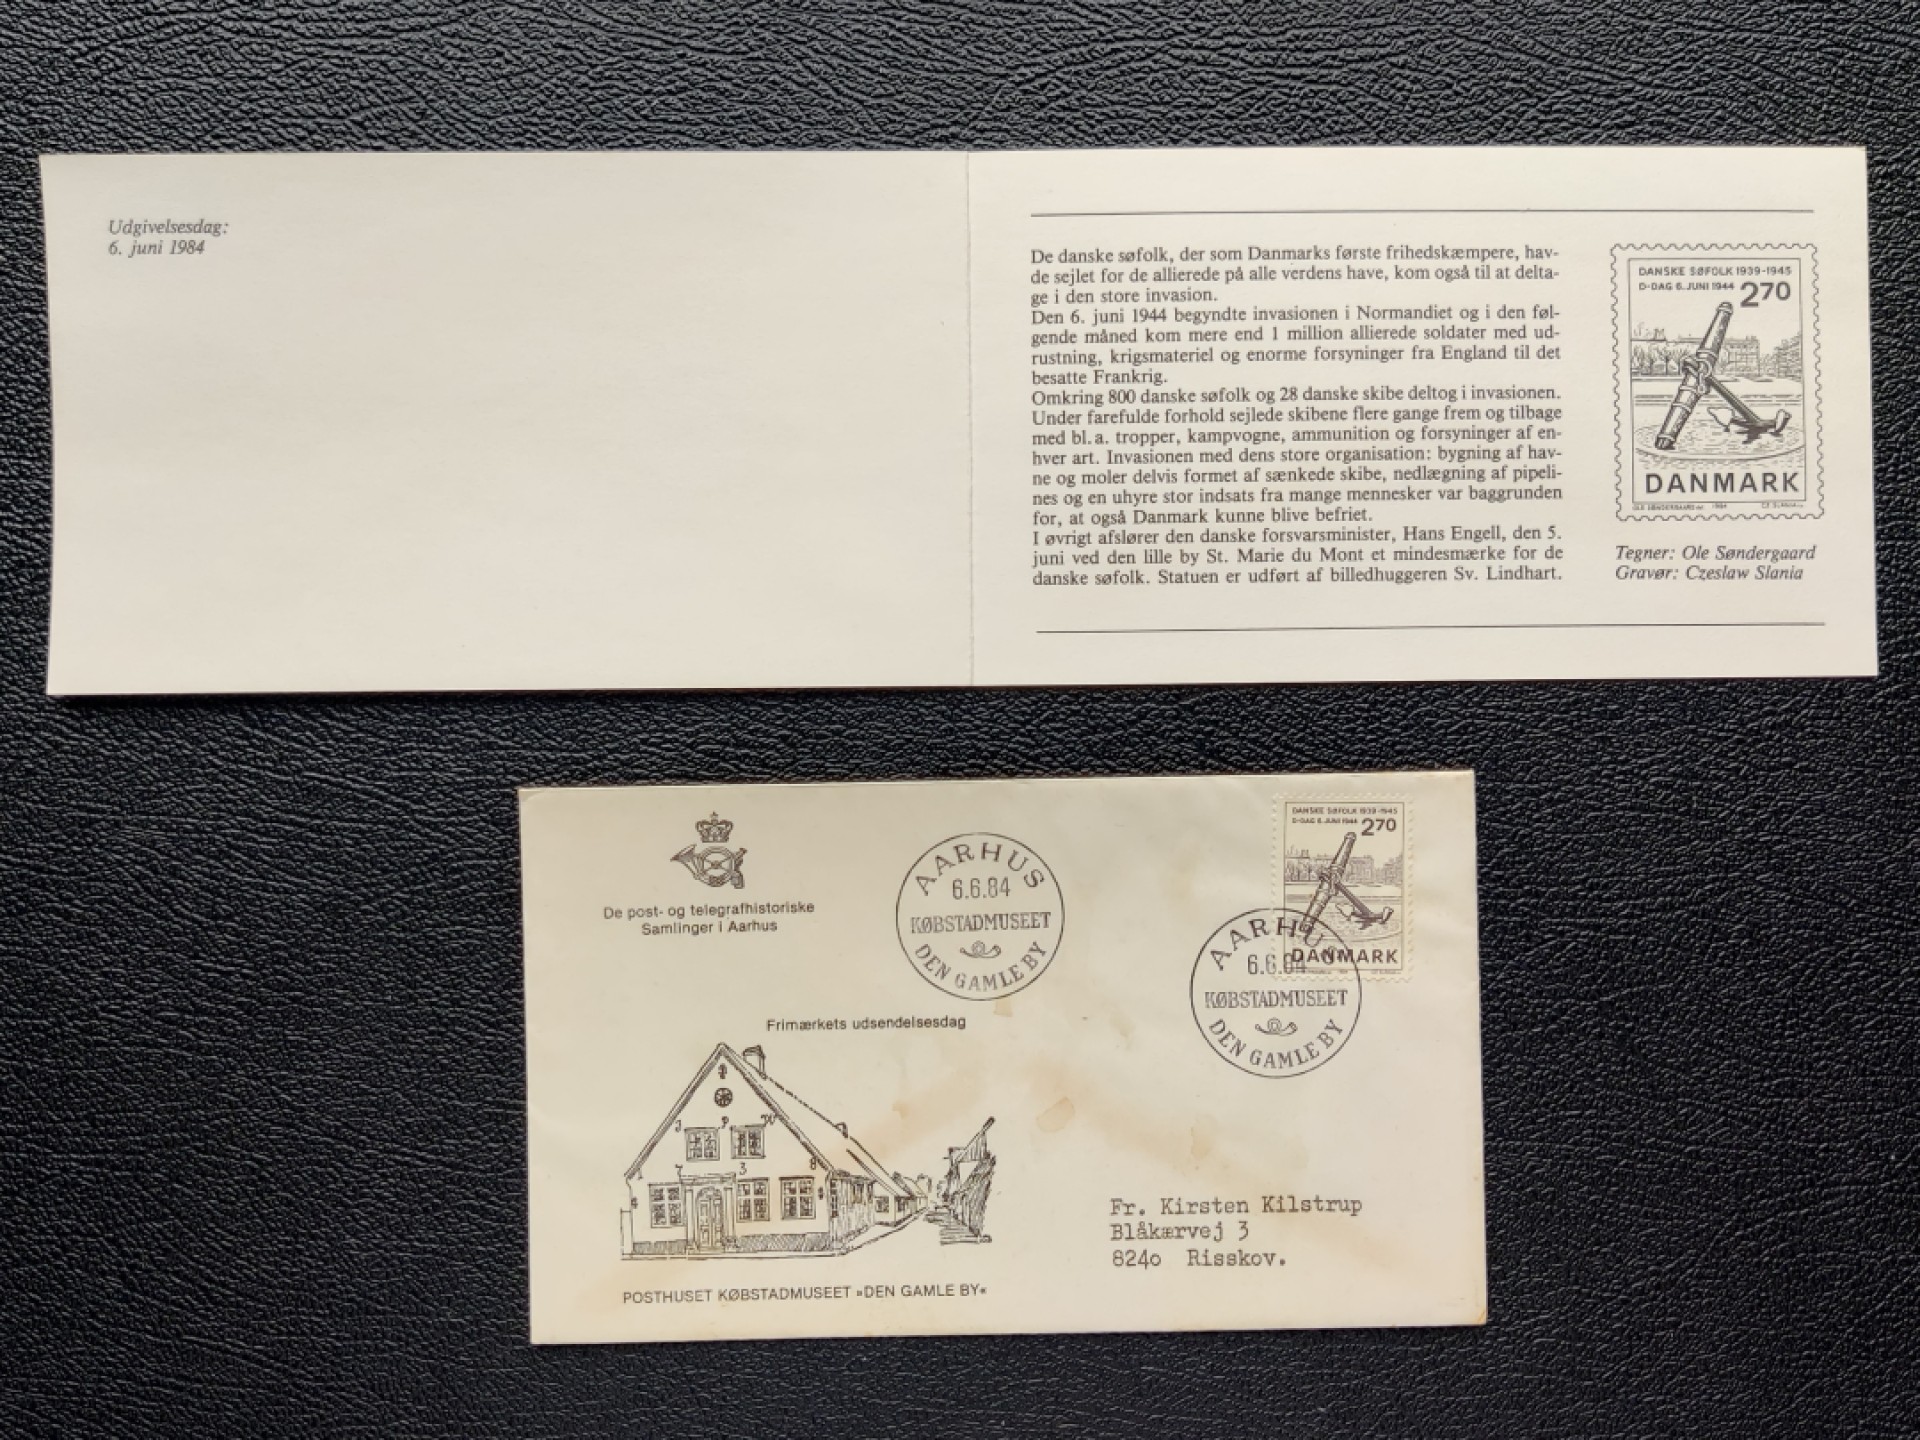 Udgivelsesdag:
6. juni 1984
De danske søfolk, der som Danmarks første frihedskæmpere, hav-
de sejlet for de allierede på alle verdens have, kom også til at delta-
ge i den store invasion.
Den 6. juni 1944 begyndte invasionen i Normandiet og i den føl-
gende måned kom mere end 1 million allierede soldater med ud-
rustning, krigsmateriel og enorme forsyninger fra England til det
besatte Frankrig.
Omkring 800 danske søfolk og 28 danske skibe deltog i invasionen.
Under farefulde forhold sejlede skibene flere gange frem og tilbage
med bl.a. tropper, kampvogne, ammunition og forsyninger af en-
hver art. Invasionen med dens store organisation: bygning af hav-
ne og moler delvis formet af sænkede skibe, nedlægning af pipeli-
nes og en uhyre stor indsats fra mange mennesker var baggrunden
for, at også Danmark kunne blive befriet.
I øvrigt afslører den danske forsvarsminister, Hans Engell, den 5.
juni ved den lille by St. Marie du Mont et mindesmærke for de
danske søfolk. Statuen er udført af billedhuggeren Sv. Lindhart.
DANSKE SØFOLK 1939-1945
D-DAG 6. JUNI 1944 270
DANMARK
OLE SØNDERGAARD 1984 CZ. SLANIA
Tegner: Ole Søndergaard
Gravør: Czeslaw Slania
De post- og telegrafhistoriske
Samlinger i Aarhus
AARHUS
6.6.84
KØBSTADMUSEET
DEN GAMLE BY
DANSKE SØFOLK 1939-1945
D-DAG 6. JUNI 1944 270
DANMARK
AARHUS
6.6.84
KØBSTADMUSEET
DEN GAMLE BY
Frimærkets udsendelsesdag
J P W
1 7 3 8
POSTHUSET KØBSTADMUSEET »DEN GAMLE BY«
Fr. Kirsten Kilstrup
Blåkærvej 3
824o Risskov.